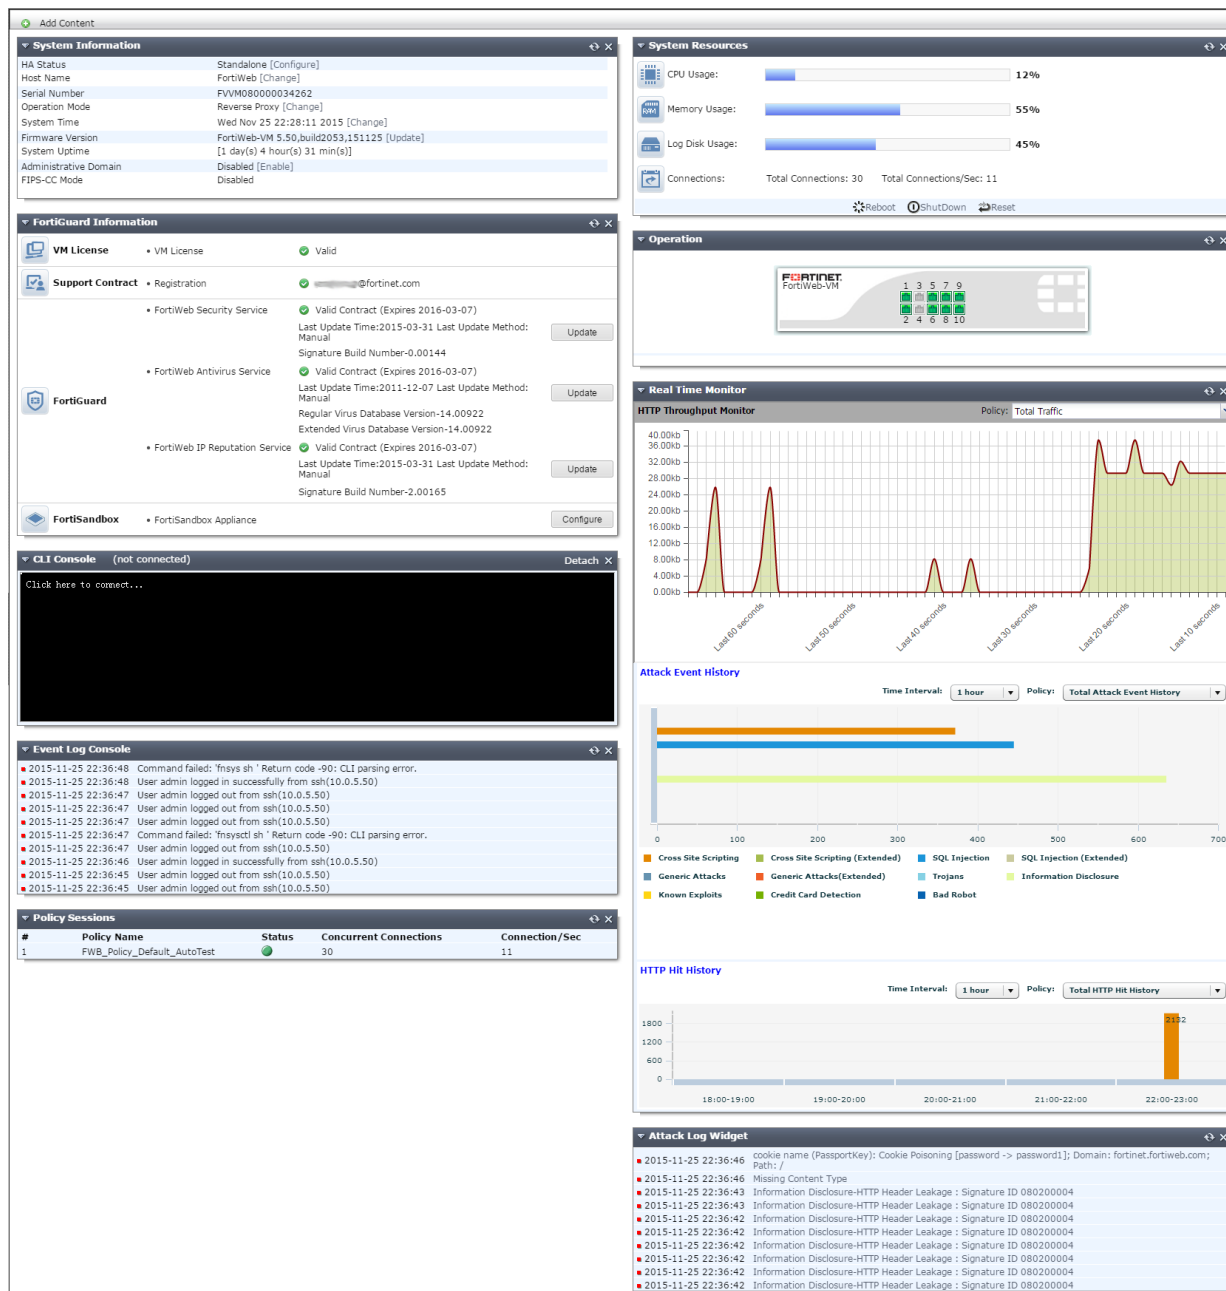 Add Content
System Information
HA Status Standalone [Configure]
Host Name FortiWeb [Change]
Serial Number FVVM080000034262
Operation Mode Reverse Proxy [Change]
System Time Wed Nov 25 22:28:11 2015 [Change]
Firmware Version FortiWeb-VM 5.50,build2053,151125 [Update]
System Uptime [1 day(s) 4 hour(s) 31 min(s)]
Administrative Domain Disabled [Enable]
FIPS-CC Mode Disabled
FortiGuard Information
VM License • VM License Valid
Support Contract • Registration @fortinet.com
• FortiWeb Security Service Valid Contract (Expires 2016-03-07)
Last Update Time:2015-03-31 Last Update Method:
Manual
Update
Signature Build Number-0.00144
• FortiWeb Antivirus Service Valid Contract (Expires 2016-03-07)
Last Update Time:2011-12-07 Last Update Method:
Manual
Update
FortiGuard
Regular Virus Database Version-14.00922
Extended Virus Database Version-14.00922
• FortiWeb IP Reputation Service Valid Contract (Expires 2016-03-07)
Last Update Time:2015-03-31 Last Update Method:
Manual
Update
Signature Build Number-2.00165
FortiSandbox • FortiSandbox Appliance Configure
CLI Console (not connected) Detach
Click here to connect...
Event Log Console
2015-11-25 22:36:48 Command failed: 'fnsys sh ' Return code -90: CLI parsing error.
2015-11-25 22:36:48 User admin logged in successfully from ssh(10.0.5.50)
2015-11-25 22:36:47 User admin logged out from ssh(10.0.5.50)
2015-11-25 22:36:47 User admin logged out from ssh(10.0.5.50)
2015-11-25 22:36:47 User admin logged out from ssh(10.0.5.50)
2015-11-25 22:36:47 Command failed: 'fnsysctl sh ' Return code -90: CLI parsing error.
2015-11-25 22:36:47 User admin logged out from ssh(10.0.5.50)
2015-11-25 22:36:46 User admin logged in successfully from ssh(10.0.5.50)
2015-11-25 22:36:45 User admin logged out from ssh(10.0.5.50)
2015-11-25 22:36:45 User admin logged out from ssh(10.0.5.50)
Policy Sessions
# Policy Name Status Concurrent Connections Connection/Sec
1 FWB_Policy_Default_AutoTest 30 11
System Resources
CPU Usage: 12%
RAM Memory Usage: 55%
Log Disk Usage: 45%
Connections: Total Connections: 30 Total Connections/Sec: 11
Reboot ShutDown Reset
Operation
FORTINET.
FortiWeb-VM
1 3 5 7 9
2 4 6 8 10
Real Time Monitor
HTTP Throughput Monitor Policy: Total Traffic
40.00kb
36.00kb
32.00kb
28.00kb
24.00kb
20.00kb
16.00kb
12.00kb
8.00kb
4.00kb
0.00kb
Last 60 seconds Last 50 seconds Last 40 seconds Last 30 seconds Last 20 seconds Last 10 seconds
Attack Event History
Time Interval: 1 hour Policy: Total Attack Event History
0 100 200 300 400 500 600 700
Cross Site Scripting Cross Site Scripting (Extended) SQL Injection SQL Injection (Extended)
Generic Attacks Generic Attacks(Extended) Trojans Information Disclosure
Known Exploits Credit Card Detection Bad Robot
HTTP Hit History
Time Interval: 1 hour Policy: Total HTTP Hit History
2132
1800
1200
600
0
18:00-19:00 19:00-20:00 20:00-21:00 21:00-22:00 22:00-23:00
Attack Log Widget
2015-11-25 22:36:46 cookie name (PassportKey): Cookie Poisoning [password -> password1]; Domain: fortinet.fortiweb.com;
Path: /
2015-11-25 22:36:46 Missing Content Type
2015-11-25 22:36:43 Information Disclosure-HTTP Header Leakage : Signature ID 080200004
2015-11-25 22:36:43 Information Disclosure-HTTP Header Leakage : Signature ID 080200004
2015-11-25 22:36:42 Information Disclosure-HTTP Header Leakage : Signature ID 080200004
2015-11-25 22:36:42 Information Disclosure-HTTP Header Leakage : Signature ID 080200004
2015-11-25 22:36:42 Information Disclosure-HTTP Header Leakage : Signature ID 080200004
2015-11-25 22:36:42 Information Disclosure-HTTP Header Leakage : Signature ID 080200004
2015-11-25 22:36:42 Information Disclosure-HTTP Header Leakage : Signature ID 080200004
2015-11-25 22:36:42 Information Disclosure-HTTP Header Leakage : Signature ID 080200004